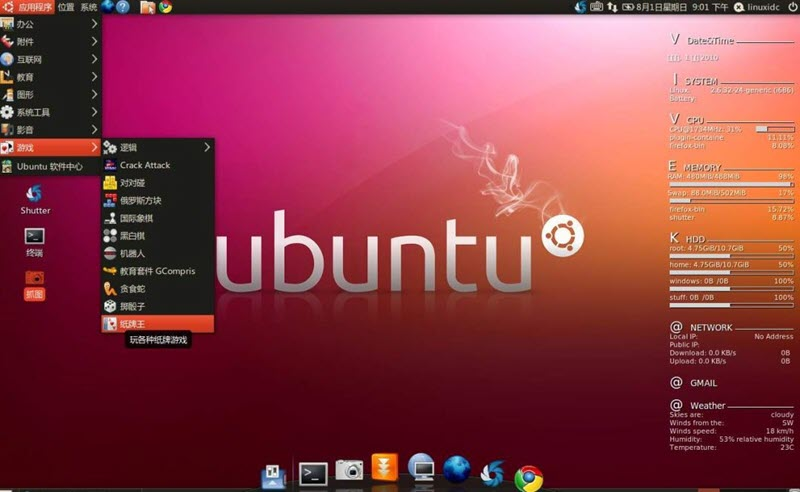 应用程序 位置 系统
8月1日星期日 9:01 下午 linuxidc
办公
附件
互联网
教育
图形
系统工具
影音
游戏
Ubuntu 软件中心
逻辑
Crack Attack
对对碰
俄罗斯方块
国际象棋
黑白棋
机器人
教育套件 GCompris
贪食蛇
掷骰子
纸牌王
玩各种纸牌游戏
Shutter
终端
抓图
ubuntu
V Date&Time
2010
I SYSTEM
Linux 2.6.32-24-generic (i686)
Battery:
V CPU
CPU@1734MHz: 31%
plugin-containe 11.11%
firefox-bin 8.08%
E MEMORY
RAM: 480MiB/488MiB 98%
Swap: 88.0MiB/502MiB 17%
firefox-bin 15.72%
shutter 8.87%
K HDD
root: 4.75GiB/10.7GiB 50%
home: 4.75GiB/10.7GiB 50%
windows: 0B /0B 100%
stuff: 0B /0B 100%
@ NETWORK
Local IP: No Address
Public IP:
Download: 0.0 KB/s 0B
Upload: 0.0 KB/s 0B
@ GMAIL
@ Weather
Skies are: cloudy
Winds from the: SW
Winds speed: 18 km/h
Humidity: 53% relative humidity
Temperature: 23C